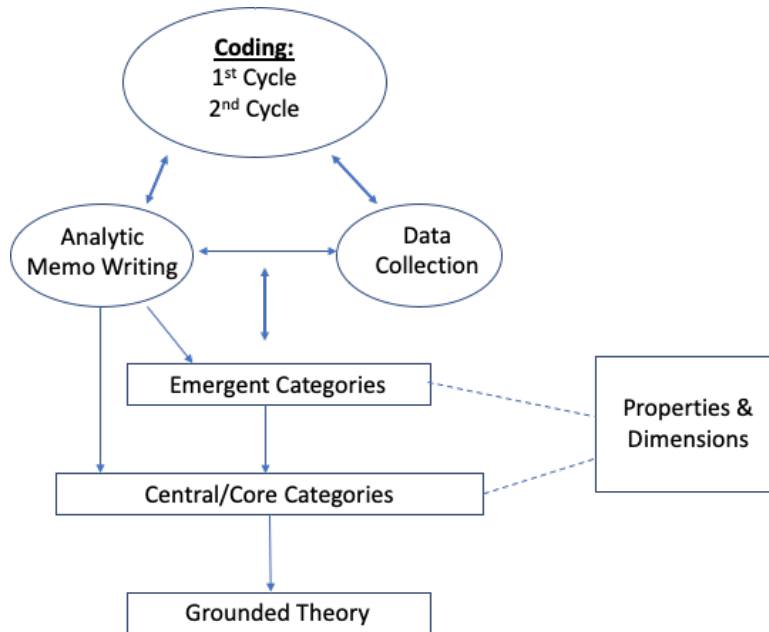 Coding:
1st Cycle
2nd Cycle
Analytic
Memo Writing
Data
Collection
Emergent Categories
Properties &
Dimensions
Central/Core Categories
Grounded Theory